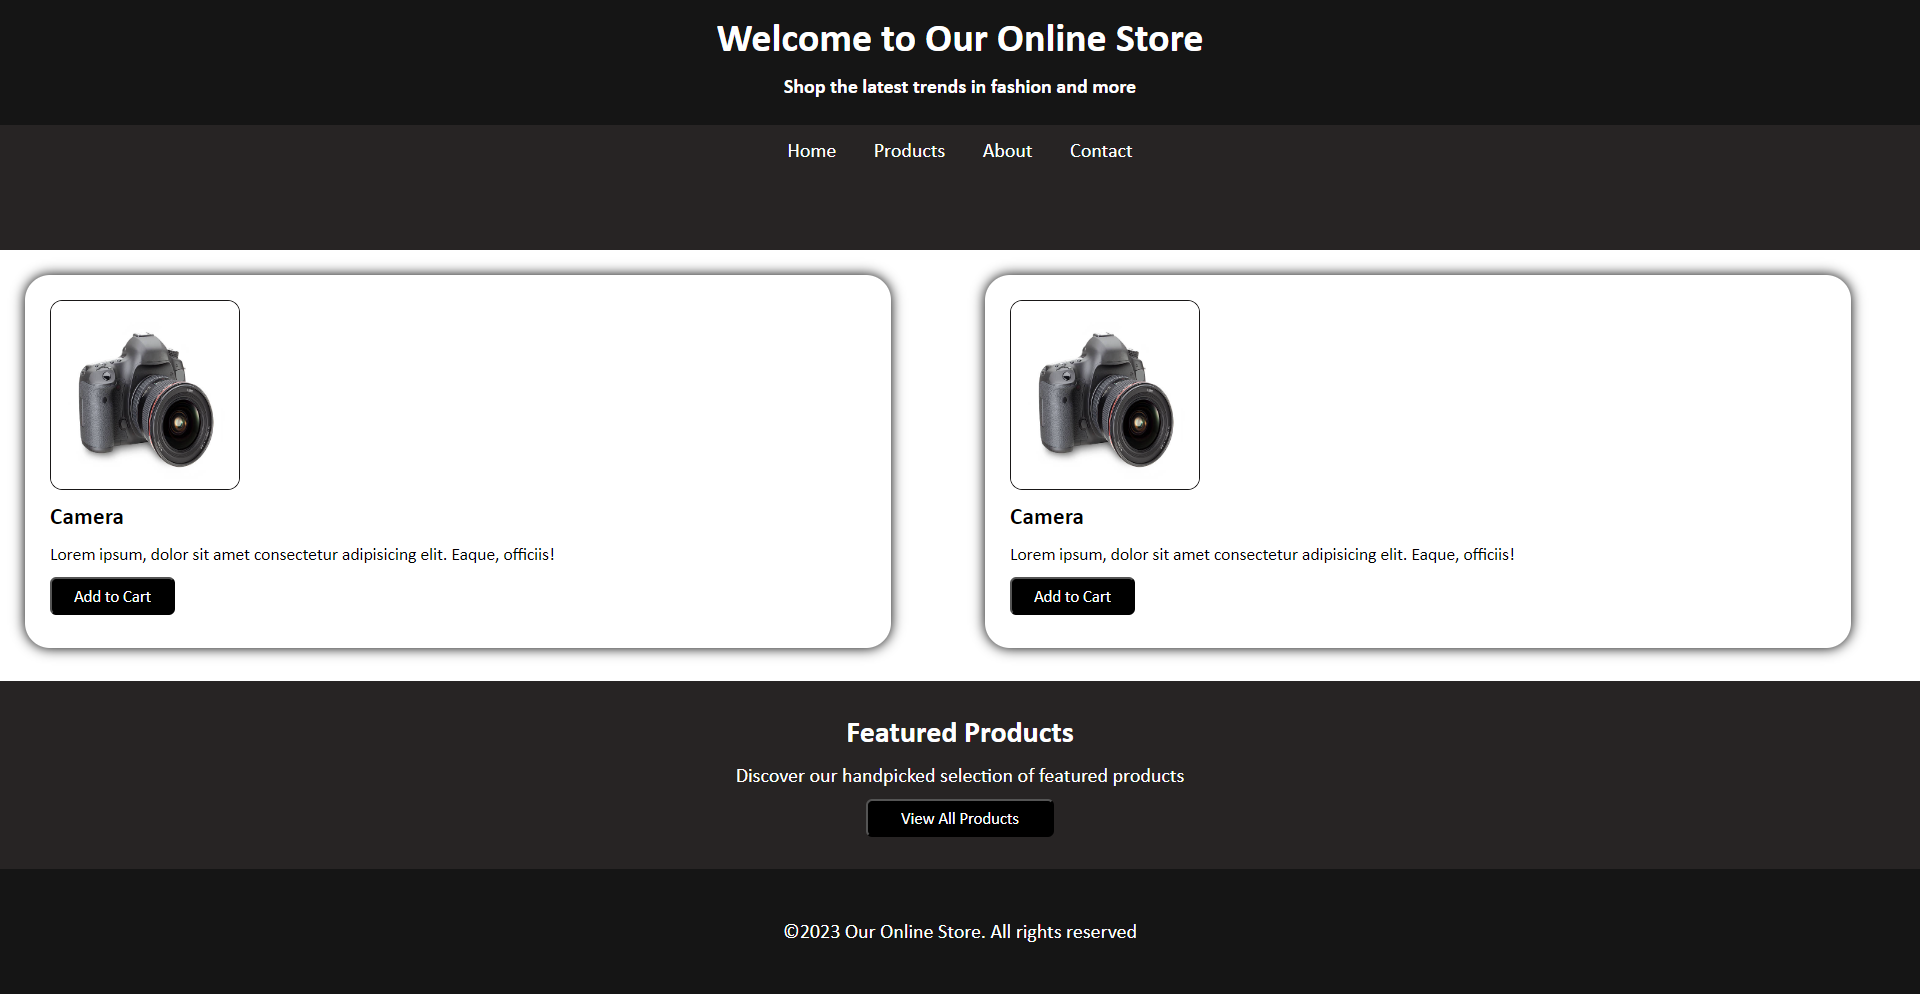 Welcome to Our Online Store
Shop the latest trends in fashion and more
Home Products About Contact
Camera
Lorem ipsum, dolor sit amet consectetur adipisicing elit. Eaque, officiis!
Add to Cart
Camera
Lorem ipsum, dolor sit amet consectetur adipisicing elit. Eaque, officiis!
Add to Cart
Featured Products
Discover our handpicked selection of featured products
View All Products
©2023 Our Online Store. All rights reserved